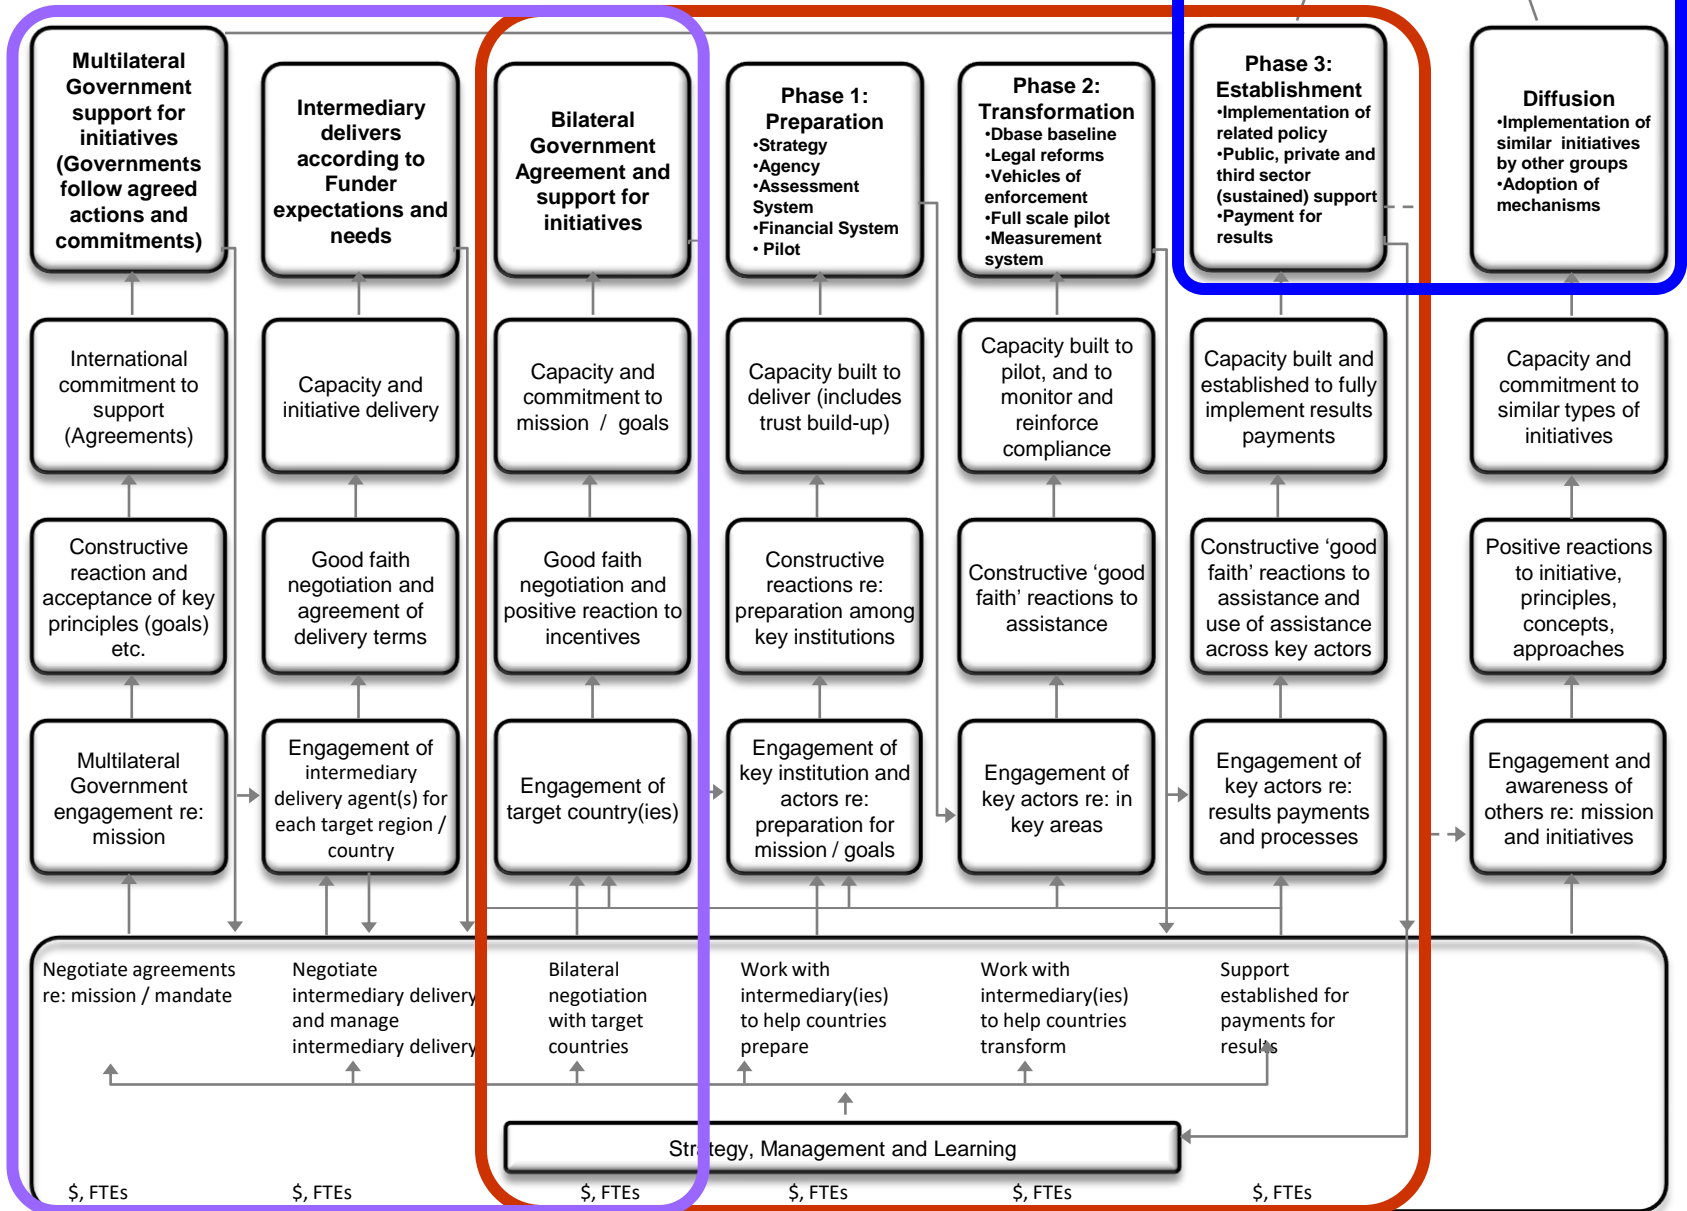 Multilateral
Government
support for
initiatives
(Governments
follow agreed
actions and
commitments)
Intermediary
delivers
according to
Funder
expectations and
needs
Bilateral
Government
Agreement and
support for
initiatives
Phase 1:
Preparation
•Strategy
•Agency
•Assessment
System
•Financial System
• Pilot
Phase 2:
Transformation
•Dbase baseline
•Legal reforms
•Vehicles of
enforcement
•Full scale pilot
•Measurement
system
Phase 3:
Establishment
•Implementation of
related policy
•Public, private and
third sector
(sustained) support
•Payment for
results
Diffusion
•Implementation of
similar initiatives
by other groups
•Adoption of
mechanisms
International
commitment to
support
(Agreements)
Capacity and
initiative delivery
Capacity and
commitment to
mission / goals
Capacity built to
deliver (includes
trust build-up)
Capacity built to
pilot, and to
monitor and
reinforce
compliance
Capacity built and
established to fully
implement results
payments
Capacity and
commitment to
similar types of
initiatives
Constructive
reaction and
acceptance of key
principles (goals)
etc.
Good faith
negotiation and
agreement of
delivery terms
Good faith
negotiation and
positive reaction to
incentives
Constructive
reactions re:
preparation among
key institutions
Constructive ‘good
faith’ reactions to
assistance
Constructive ‘good
faith’ reactions to
assistance and
use of assistance
across key actors
Positive reactions
to initiative,
principles,
concepts,
approaches
Multilateral
Government
engagement re:
mission
Engagement of
intermediary
delivery agent(s) for
each target region /
country
Engagement of
target country(ies)
Engagement of
key institution and
actors re:
preparation for
mission / goals
Engagement of
key actors re: in
key areas
Engagement of
key actors re:
results payments
and processes
Engagement and
awareness of
others re: mission
and initiatives
Negotiate agreements
re: mission / mandate
Negotiate
intermediary delivery
and manage
intermediary delivery
Bilateral
negotiation
with target
countries
Work with
intermediary(ies)
to help countries
prepare
Work with
intermediary(ies)
to help countries
transform
Support
established for
payments for
results
Strategy, Management and Learning
$, FTEs
$, FTEs
$, FTEs
$, FTEs
$, FTEs
$, FTEs